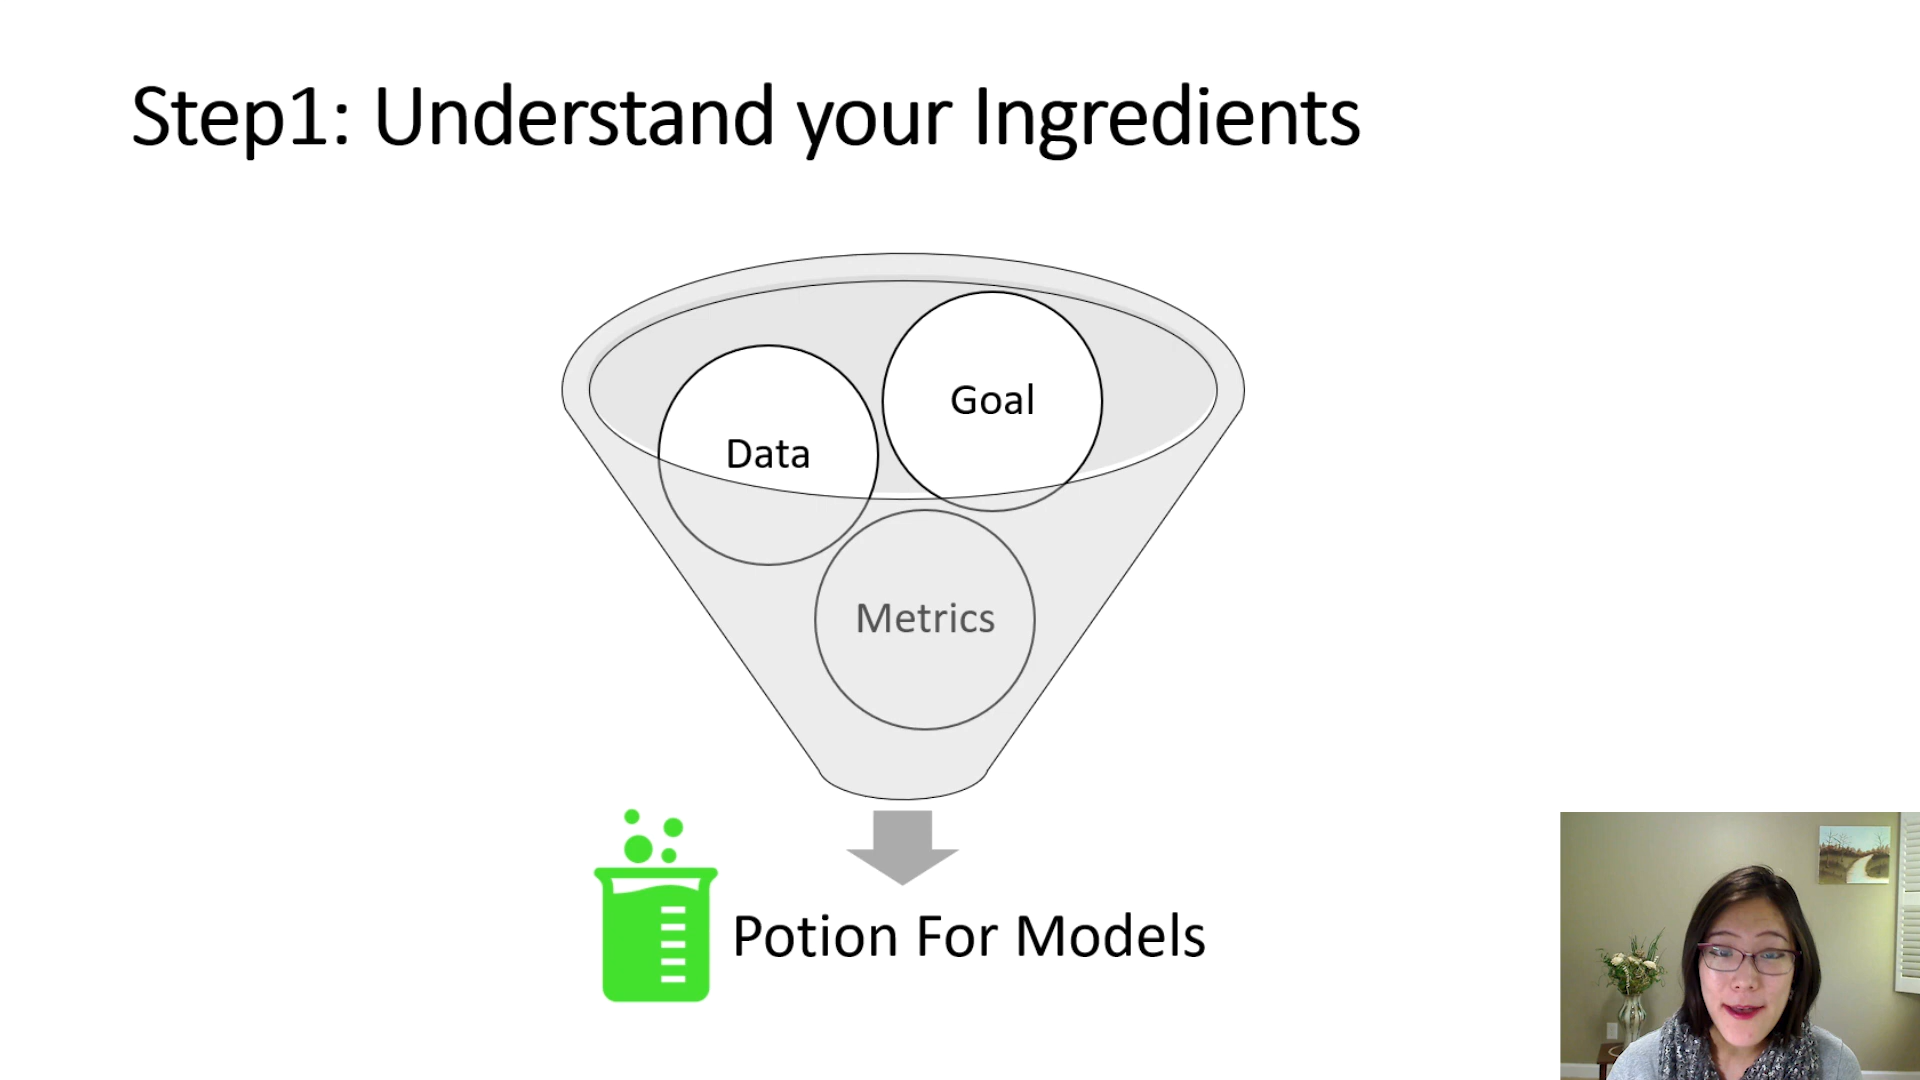 Step1: Understand your Ingredients
Goal
Data
Metrics
Potion For Models